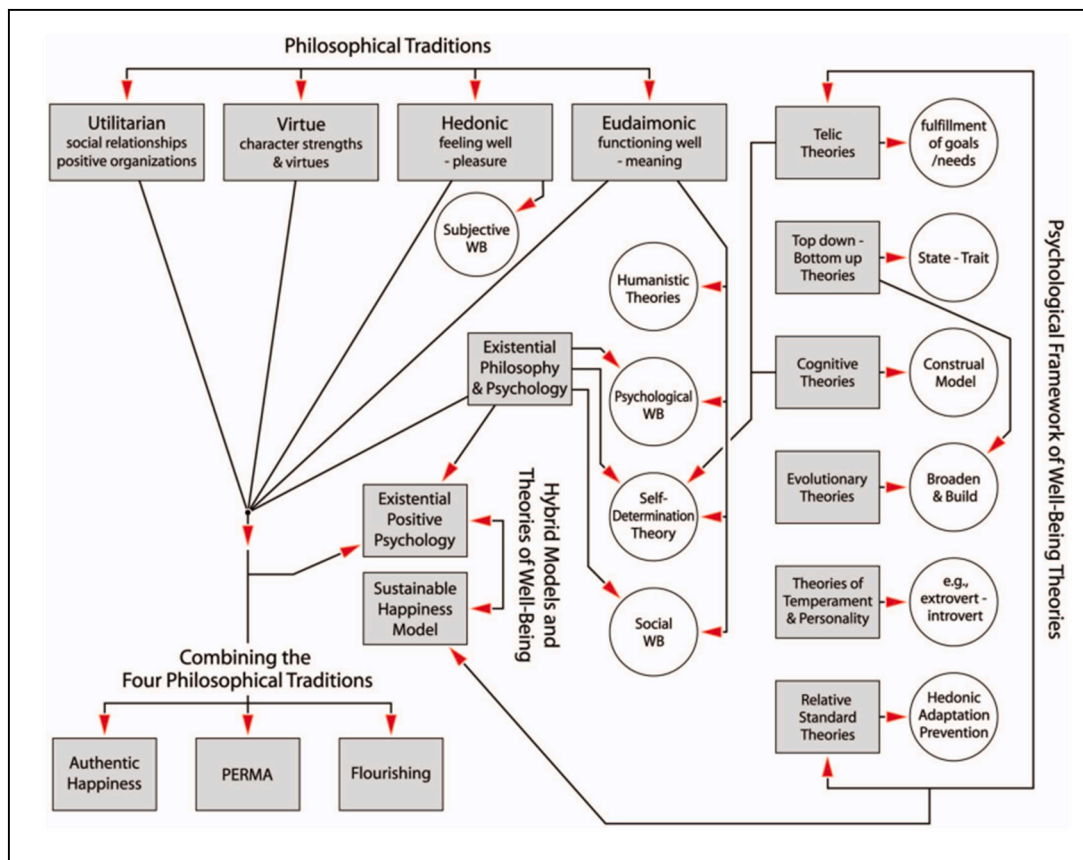 Philosophical Traditions
Utilitarian
social relationships
positive organizations
Virtue
character strengths
& virtues
Hedonic
feeling well
- pleasure
Eudaimonic
functioning well
- meaning
Subjective
WB
Humanistic
Theories
Existential
Philosophy
& Psychology
Psychological
WB
Self-
Determination
Theory
Social
WB
Existential
Positive
Psychology
Sustainable
Happiness
Model
Hybrid Models and
Theories of Well-Being
Combining the
Four Philosophical Traditions
Authentic
Happiness
PERMA
Flourishing
Telic
Theories
fulfillment
of goals
/needs
Top down -
Bottom up
Theories
State - Trait
Cognitive
Theories
Construal
Model
Evolutionary
Theories
Broaden
& Build
Theories of
Temperament
& Personality
e.g.,
extrovert -
introvert
Relative
Standard
Theories
Hedonic
Adaptation
Prevention
Psychological Framework of Well-Being Theories